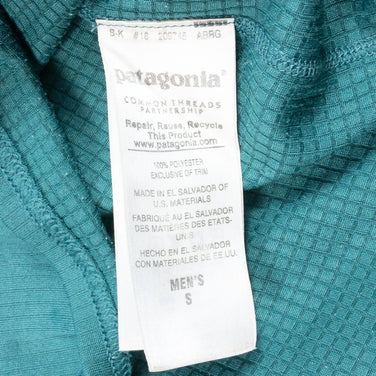 B-K #18 209745 ABRG
patagonia®
COMMON THREADS
PARTNERSHIP
Repair, Reuse, Recycle
This Product
www.patagonia.com
100% POLYESTER
EXCLUSIVE OF TRIM
MADE IN EL SALVADOR OF
U.S. MATERIALS
FABRIQUÉ AU EL SALVADOR
DES MATIÈRES DES ETATS-
UNIS
HECHO EN EL SALVADOR
CON MATERIALES DE EE.UU.
MEN'S
S